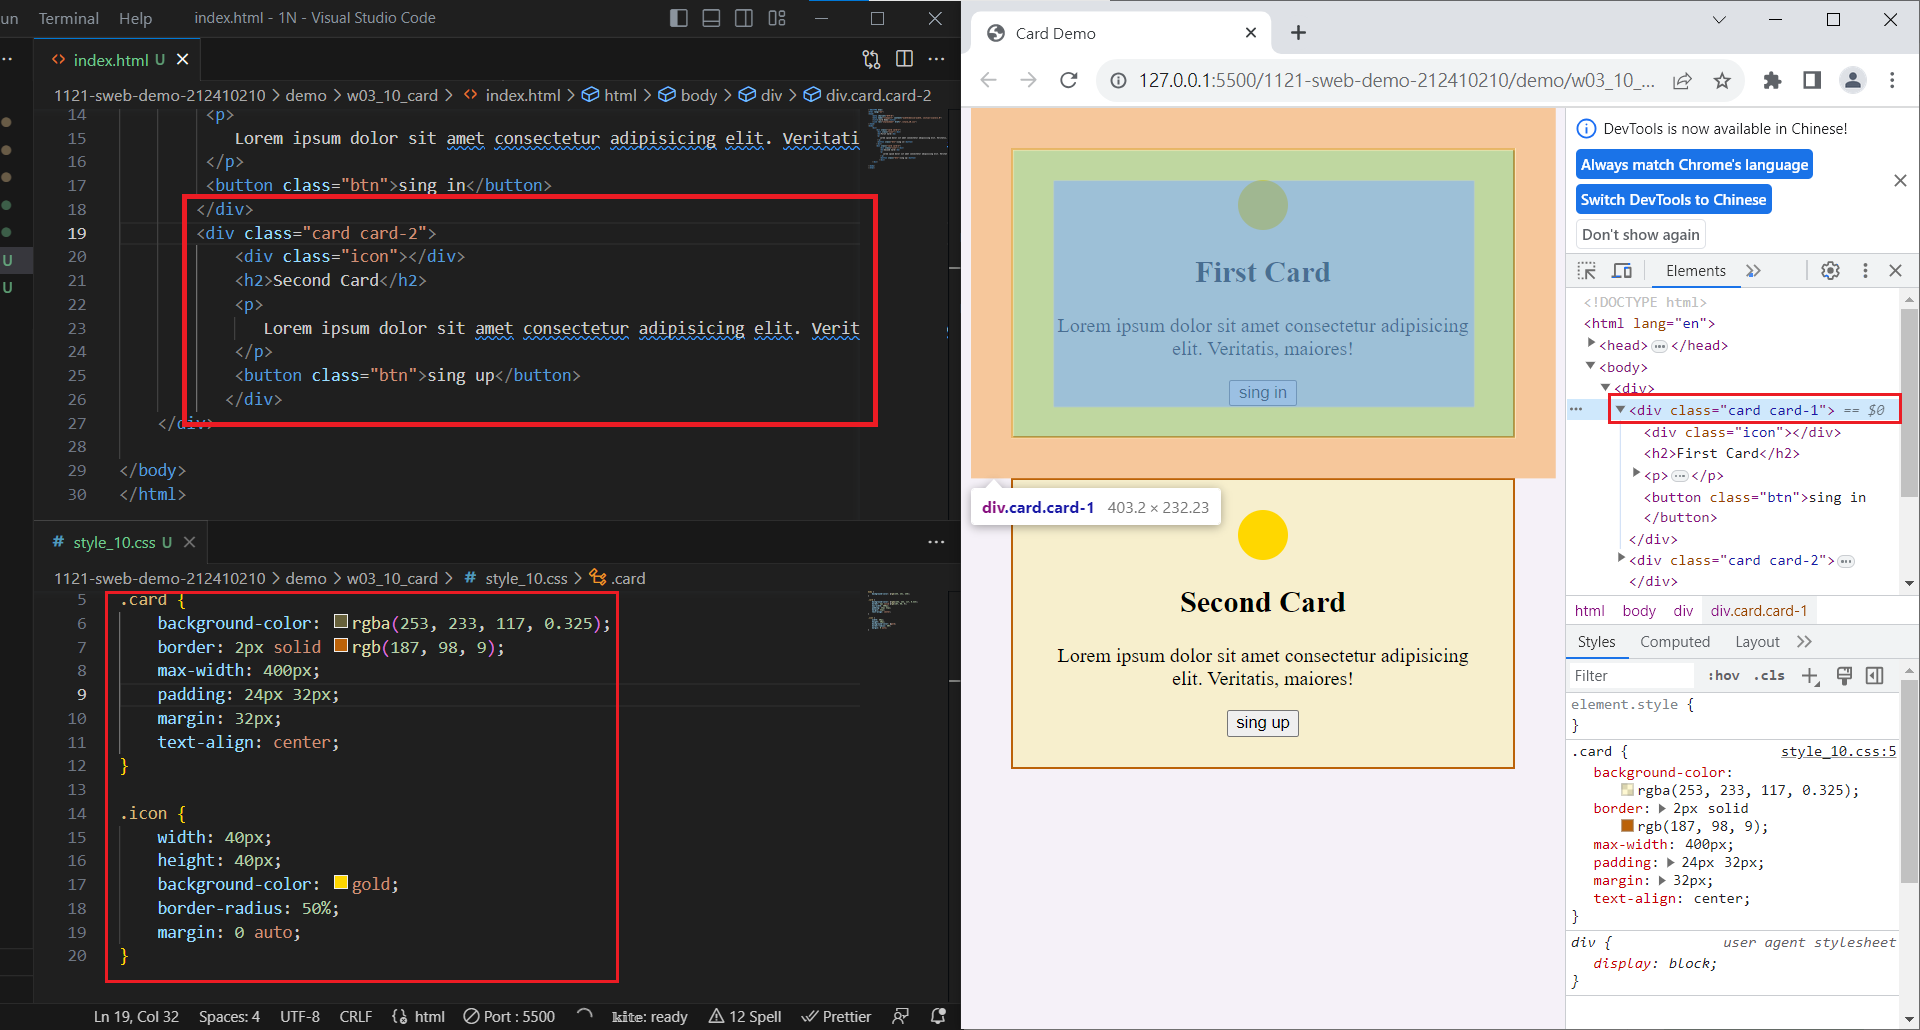 un Terminal Help index.html - 1N - Visual Studio Code
index.html U
1121-sweb-demo-212410210 > demo > w03_10_card > index.html > html > body > div > div.card.card-2
14 <p>
15 Lorem ipsum dolor sit amet consectetur adipisicing elit. Veritati
16 </p>
17 <button class="btn">sing in</button>
18 </div>
19 <div class="card card-2">
20 <div class="icon"></div>
21 <h2>Second Card</h2>
22 <p>
23 Lorem ipsum dolor sit amet consectetur adipisicing elit. Verit
24 </p>
25 <button class="btn">sing up</button>
26 </div>
27 </div>
28
29 </body>
30 </html>
U
U
# style_10.css U
1121-sweb-demo-212410210 > demo > w03_10_card > # style_10.css > .card
5 .card {
6 background-color: rgba(253, 233, 117, 0.325);
7 border: 2px solid rgb(187, 98, 9);
8 max-width: 400px;
9 padding: 24px 32px;
10 margin: 32px;
11 text-align: center;
12 }
13
14 .icon {
15 width: 40px;
16 height: 40px;
17 background-color: gold;
18 border-radius: 50%;
19 margin: 0 auto;
20 }
Ln 19, Col 32 Spaces: 4 UTF-8 CRLF html Port : 5500 kite: ready 12 Spell Prettier
Card Demo
127.0.0.1:5500/1121-sweb-demo-212410210/demo/w03_10_...
First Card
Lorem ipsum dolor sit amet consectetur adipisicing
elit. Veritatis, maiores!
sing in
div.card.card-1 403.2 × 232.23
Second Card
Lorem ipsum dolor sit amet consectetur adipisicing
elit. Veritatis, maiores!
sing up
DevTools is now available in Chinese!
Always match Chrome's language
Switch DevTools to Chinese
Don't show again
Elements
<!DOCTYPE html>
<html lang="en">
<head> ... </head>
<body>
<div>
... <div class="card card-1"> == $0
<div class="icon"></div>
<h2>First Card</h2>
<p> ... </p>
<button class="btn">sing in
</button>
</div>
<div class="card card-2"> ...
</div>
html body div div.card.card-1
Styles Computed Layout
Filter :hov .cls
element.style {
}
.card { style_10.css:5
background-color:
rgba(253, 233, 117, 0.325);
border: 2px solid
rgb(187, 98, 9);
max-width: 400px;
padding: 24px 32px;
margin: 32px;
text-align: center;
}
div { user agent stylesheet
display: block;
}